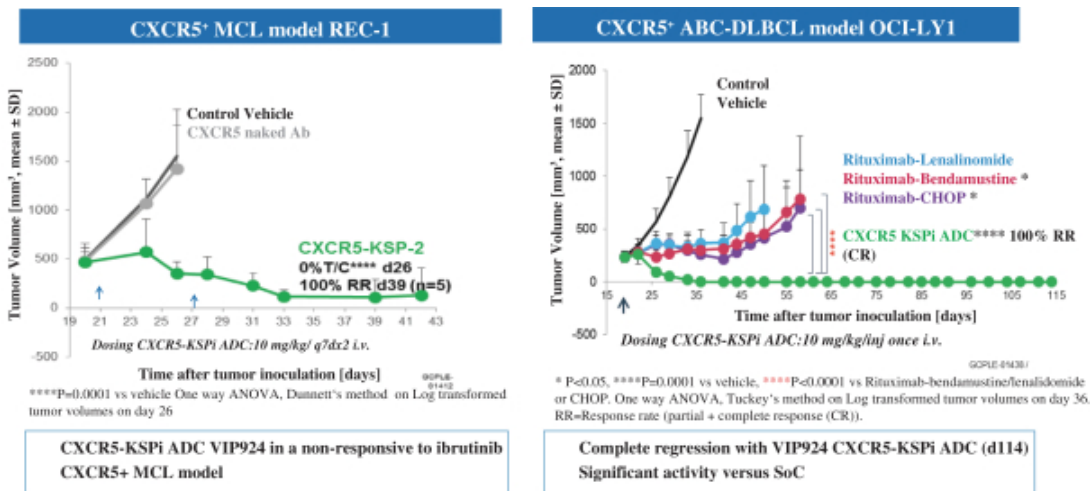 CXCR5⁺ MCL model REC-1
Tumor Volume [mm³, mean ± SD]
2500
2000
1500
1000
500
0
-500
Control Vehicle
CXCR5 naked Ab
CXCR5-KSP-2
0%T/C**** d26
100% RR d39 (n=5)
19 21 23 25 27 29 31 33 35 37 39 41 43
Dosing CXCR5-KSPi ADC:10 mg/kg/ q7dx2 i.v.
Time after tumor inoculation [days]
GCPLE-
01412
****P=0.0001 vs vehicle One way ANOVA, Dunnett's method on Log transformed
tumor volumes on day 26
CXCR5-KSPi ADC VIP924 in a non-responsive to ibrutinib
CXCR5+ MCL model
CXCR5⁺ ABC-DLBCL model OCI-LY1
Tumor Volume [mm³, mean ± SD]
2000
1500
1000
500
0
-500
Control
Vehicle
Rituximab-Lenalinomide
Rituximab-Bendamustine *
Rituximab-CHOP *
****
CXCR5 KSPi ADC**** 100% RR
(CR)
15 25 35 45 55 65 75 85 95 105 115
Time after tumor inoculation [days]
Dosing CXCR5-KSPi ADC:10 mg/kg/inj once i.v.
* P<0.05, ****P=0.0001 vs vehicle, ****P<0.0001 vs Rituximab-bendamustine/lenalidomide
or CHOP. One way ANOVA, Tuckey's method on Log transformed tumor volumes on day 36.
RR=Response rate (partial + complete response (CR)).
Complete regression with VIP924 CXCR5-KSPi ADC (d114)
Significant activity versus SoC